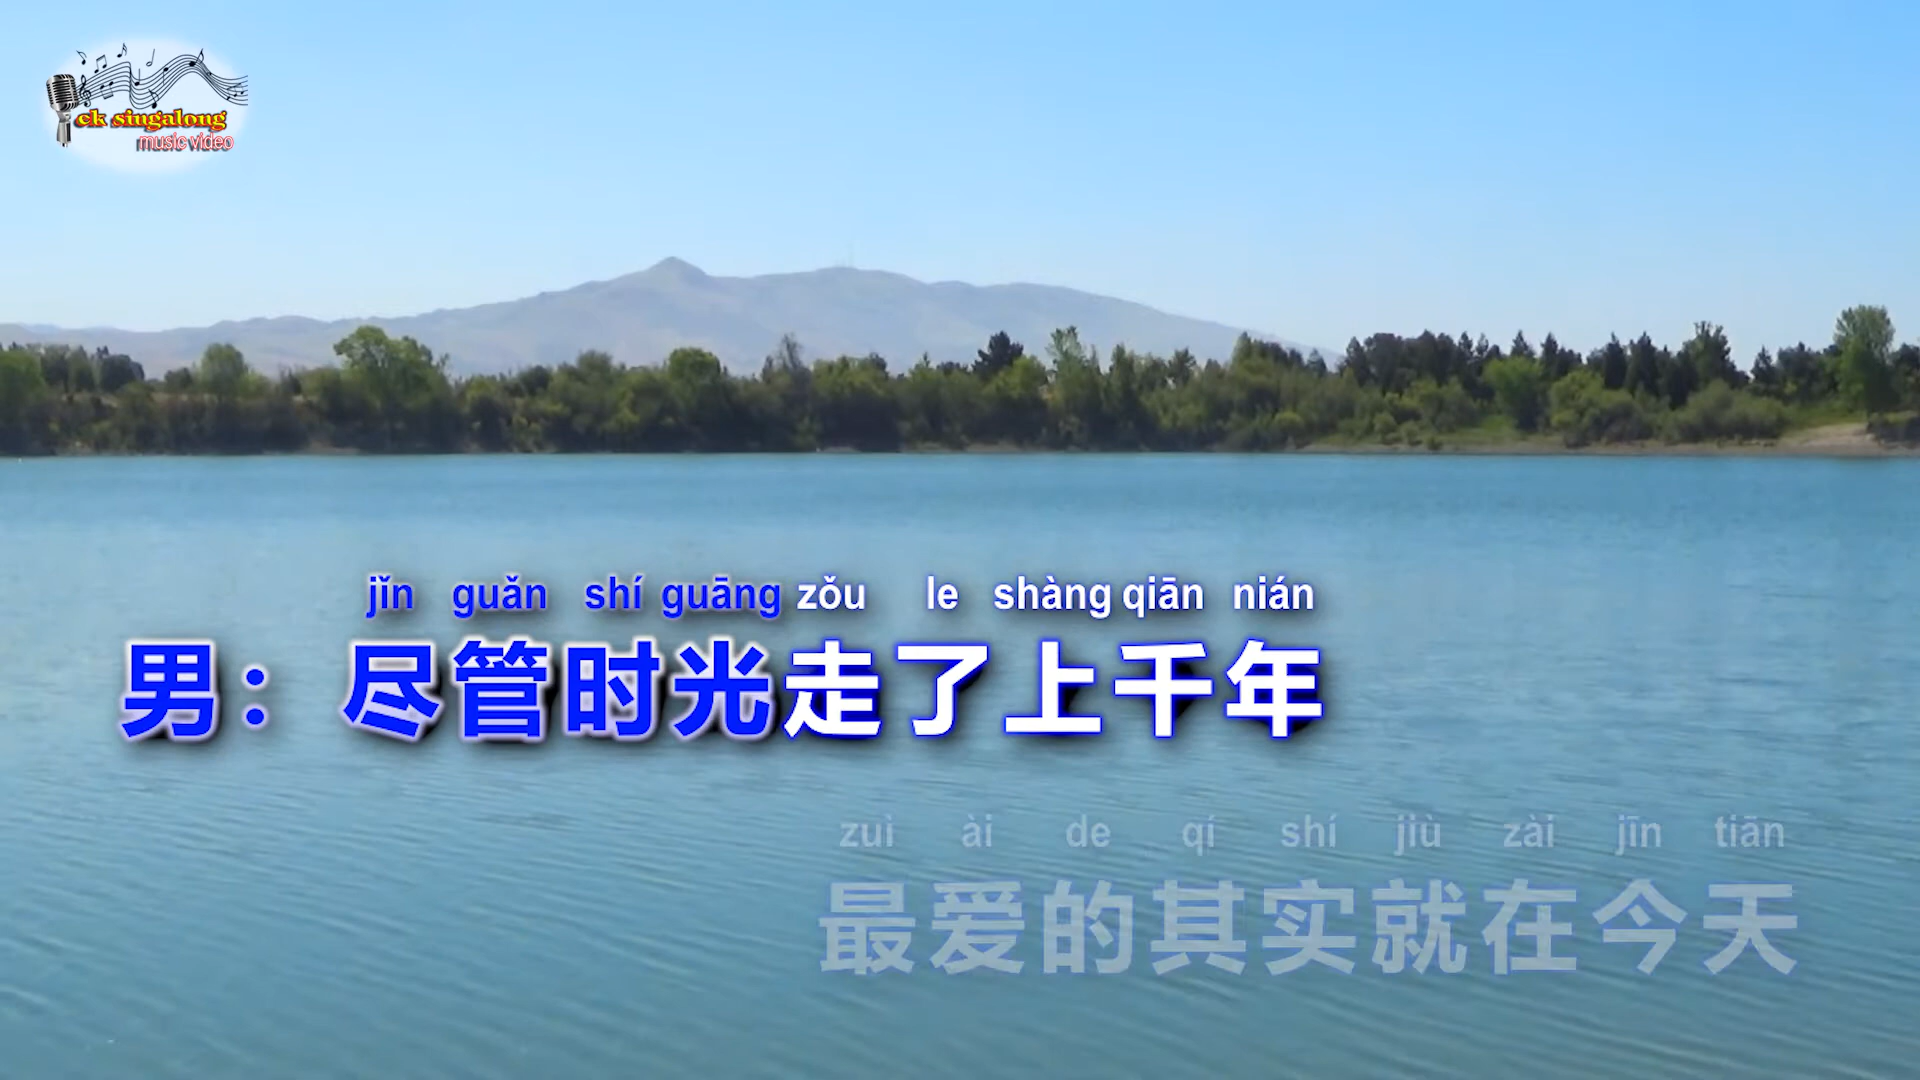 ck singalong
music video
jǐn guǎn shí guāng zǒu le shàng qiān nián
男：尽管时光走了上千年
zuì ài de qí shí jiù zài jīn tiān
最爱的其实就在今天